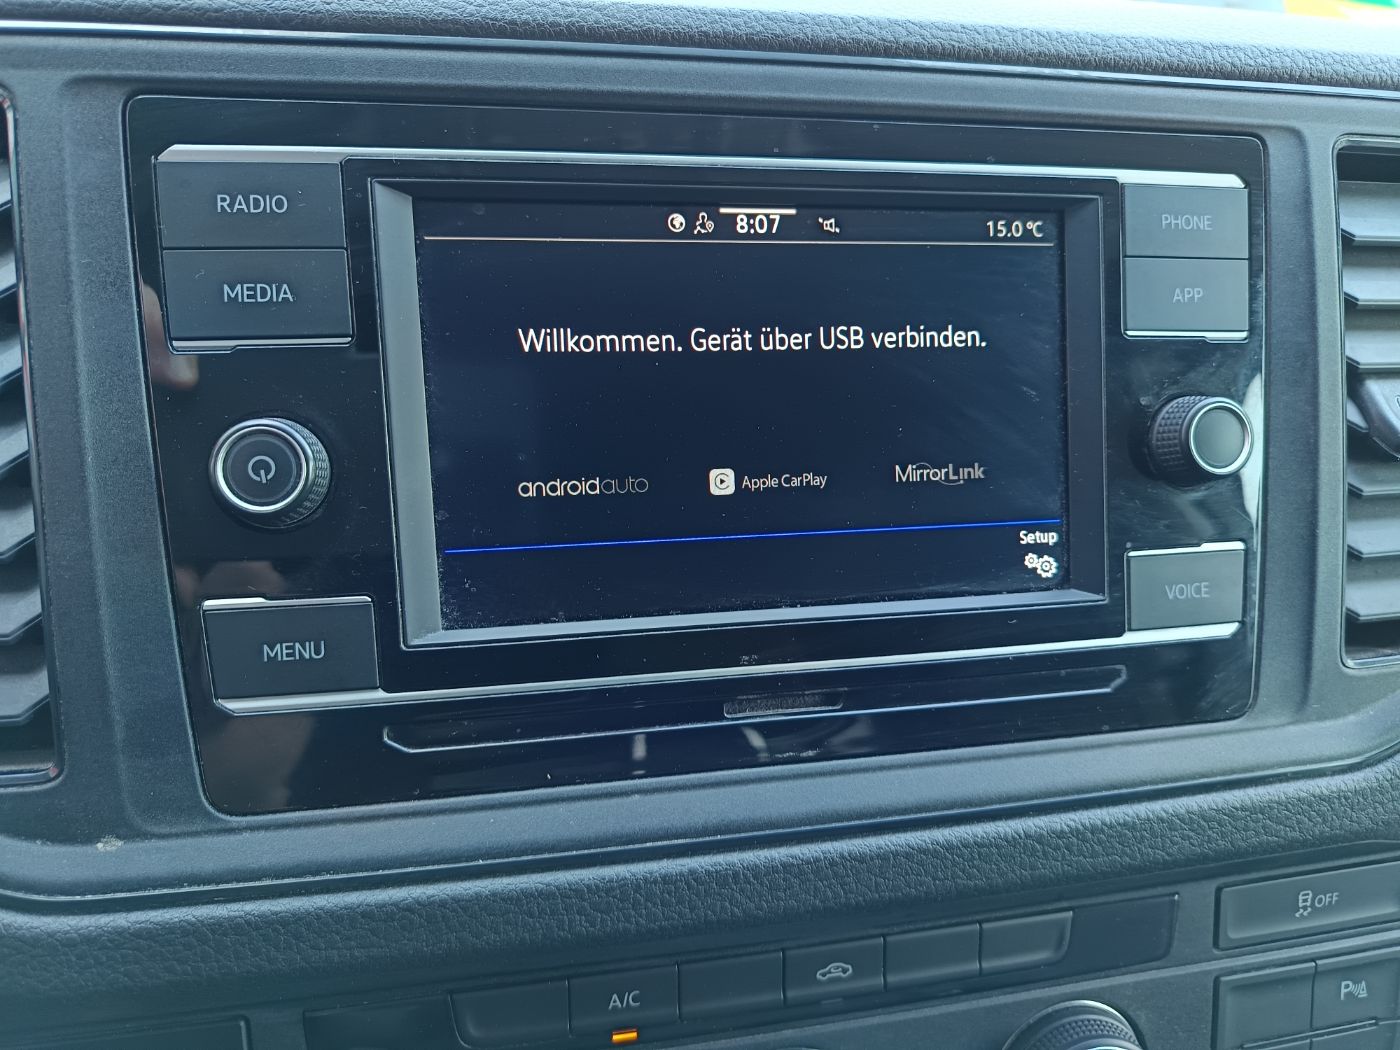 RADIO
MEDIA
8:07
15.0 °C
PHONE
APP
Willkommen. Gerät über USB verbinden.
androidauto
Apple CarPlay
MirrorLink
Setup
MENU
VOICE
OFF
A/C
P